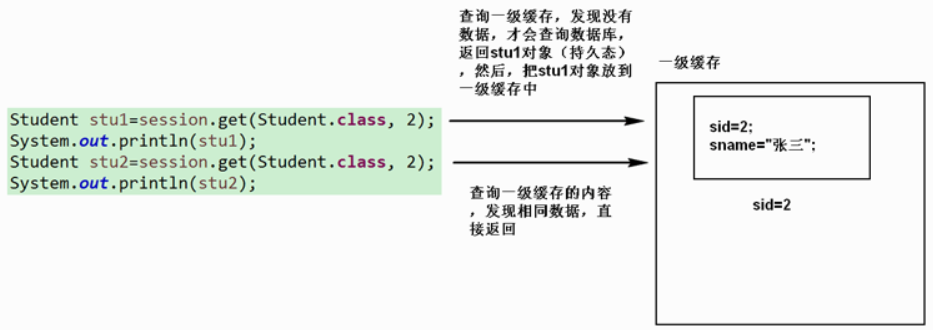 查询一级缓存，发现没有
数据，才会查询数据库，
返回stu1对象（持久态）
，然后，把stu1对象放到
一级缓存中
一级缓存
Student stu1=session.get(Student.class, 2);
System.out.println(stu1);
Student stu2=session.get(Student.class, 2);
System.out.println(stu2);
sid=2;
sname="张三";
sid=2
查询一级缓存的内容
，发现相同数据，直
接返回